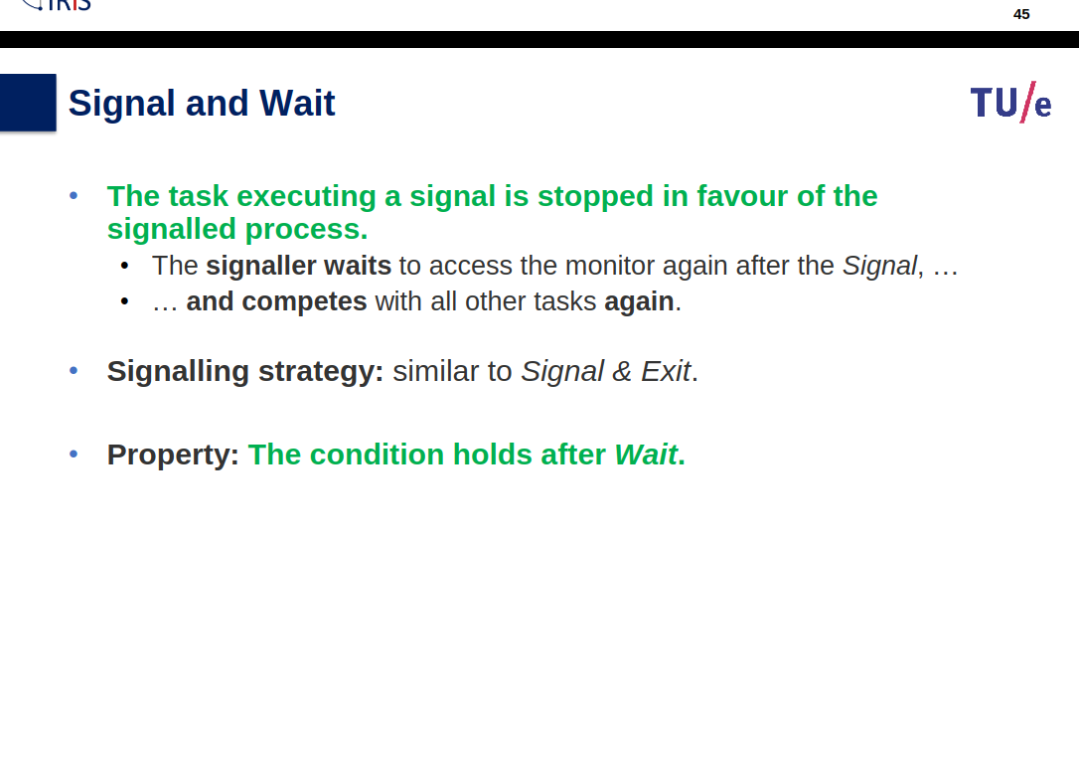 IRIS
45
Signal and Wait
TU/e
• The task executing a signal is stopped in favour of the
signalled process.
• The signaller waits to access the monitor again after the Signal, …
• … and competes with all other tasks again.
• Signalling strategy: similar to Signal & Exit.
• Property: The condition holds after Wait.